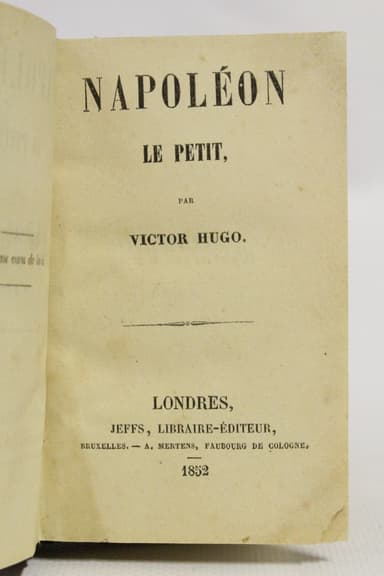 NAPOLÉON
LE PETIT,
PAR
VICTOR HUGO.
LONDRES,
JEFFS, LIBRAIRE-ÉDITEUR,
BRUXELLES. — A. MERTENS, FAUBOURG DE COLOGNE.
1852